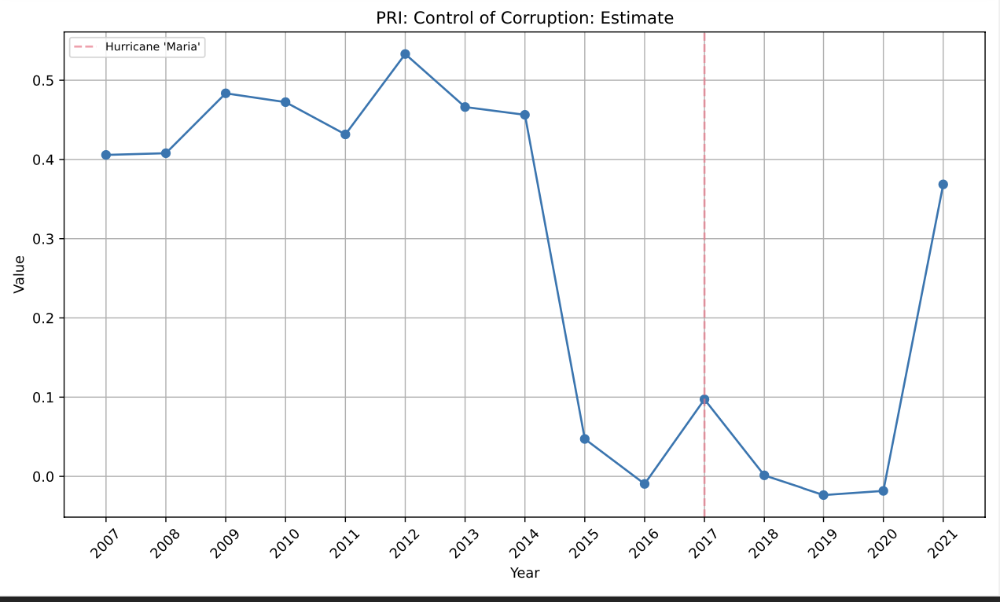 PRI: Control of Corruption: Estimate
Hurricane 'Maria'
0.5
0.4
0.3
0.2
0.1
0.0
Value
2007 2008 2009 2010 2011 2012 2013 2014 2015 2016 2017 2018 2019 2020 2021
Year